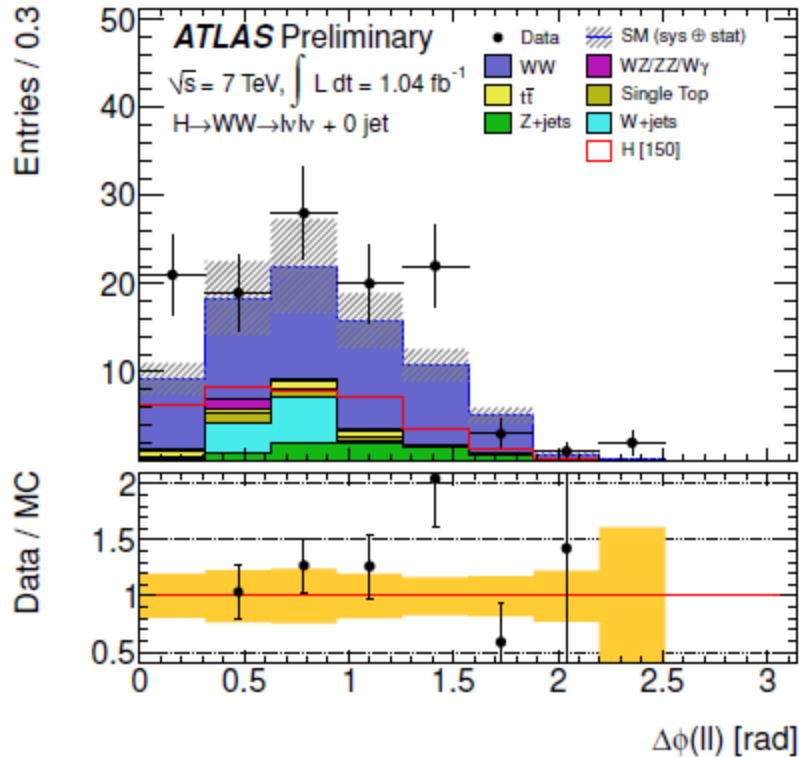 Entries / 0.3
50
40
30
20
10
ATLAS Preliminary
√s = 7 TeV, ∫ L dt = 1.04 fb⁻¹
H→WW→lνlν + 0 jet
Data
SM (sys ⊕ stat)
WW
WZ/ZZ/Wγ
tt̅
Single Top
Z+jets
W+jets
H [150]
Data / MC
2
1.5
1
0.5
0 0.5 1 1.5 2 2.5 3
Δϕ(ll) [rad]